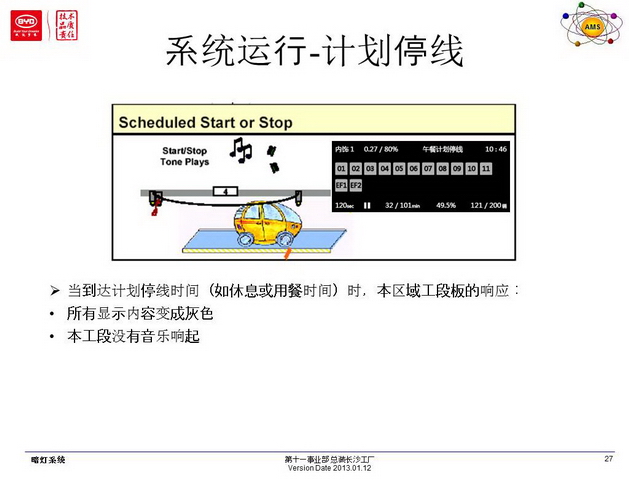 BYD
技术
品质
责任
AMS
系统运行-计划停线
Scheduled Start or Stop
Start/Stop
Tone Plays
4
内饰 1 0.27 / 80% 午餐计划停线 10 : 46
01 02 03 04 05 06 07 08 09 10 11
EF1 EF2
120sec 32 / 101min 49.5% 121 / 200辆
➢ 当到达计划停线时间（如休息或用餐时间）时，本区域工段板的响应：
• 所有显示内容变成灰色
• 本工段没有音乐响起
暗灯系统
第十一事业部总装长沙工厂
Version Date 2013.01.12
27